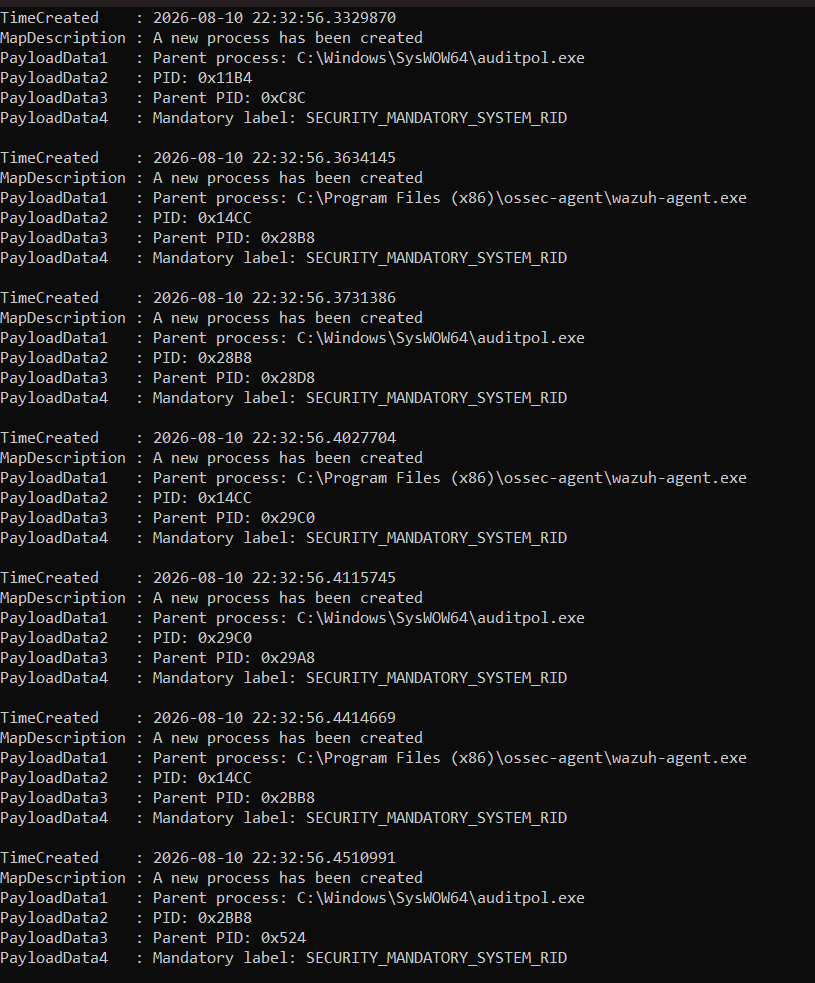 TimeCreated    : 2026-08-10 22:32:56.3329870
MapDescription : A new process has been created
PayloadData1   : Parent process: C:\Windows\SysWOW64\auditpol.exe
PayloadData2   : PID: 0x11B4
PayloadData3   : Parent PID: 0xC8C
PayloadData4   : Mandatory label: SECURITY_MANDATORY_SYSTEM_RID

TimeCreated    : 2026-08-10 22:32:56.3634145
MapDescription : A new process has been created
PayloadData1   : Parent process: C:\Program Files (x86)\ossec-agent\wazuh-agent.exe
PayloadData2   : PID: 0x14CC
PayloadData3   : Parent PID: 0x28B8
PayloadData4   : Mandatory label: SECURITY_MANDATORY_SYSTEM_RID

TimeCreated    : 2026-08-10 22:32:56.3731386
MapDescription : A new process has been created
PayloadData1   : Parent process: C:\Windows\SysWOW64\auditpol.exe
PayloadData2   : PID: 0x28B8
PayloadData3   : Parent PID: 0x28D8
PayloadData4   : Mandatory label: SECURITY_MANDATORY_SYSTEM_RID

TimeCreated    : 2026-08-10 22:32:56.4027704
MapDescription : A new process has been created
PayloadData1   : Parent process: C:\Program Files (x86)\ossec-agent\wazuh-agent.exe
PayloadData2   : PID: 0x14CC
PayloadData3   : Parent PID: 0x29C0
PayloadData4   : Mandatory label: SECURITY_MANDATORY_SYSTEM_RID

TimeCreated    : 2026-08-10 22:32:56.4115745
MapDescription : A new process has been created
PayloadData1   : Parent process: C:\Windows\SysWOW64\auditpol.exe
PayloadData2   : PID: 0x29C0
PayloadData3   : Parent PID: 0x29A8
PayloadData4   : Mandatory label: SECURITY_MANDATORY_SYSTEM_RID

TimeCreated    : 2026-08-10 22:32:56.4414669
MapDescription : A new process has been created
PayloadData1   : Parent process: C:\Program Files (x86)\ossec-agent\wazuh-agent.exe
PayloadData2   : PID: 0x14CC
PayloadData3   : Parent PID: 0x2BB8
PayloadData4   : Mandatory label: SECURITY_MANDATORY_SYSTEM_RID

TimeCreated    : 2026-08-10 22:32:56.4510991
MapDescription : A new process has been created
PayloadData1   : Parent process: C:\Windows\SysWOW64\auditpol.exe
PayloadData2   : PID: 0x2BB8
PayloadData3   : Parent PID: 0x524
PayloadData4   : Mandatory label: SECURITY_MANDATORY_SYSTEM_RID